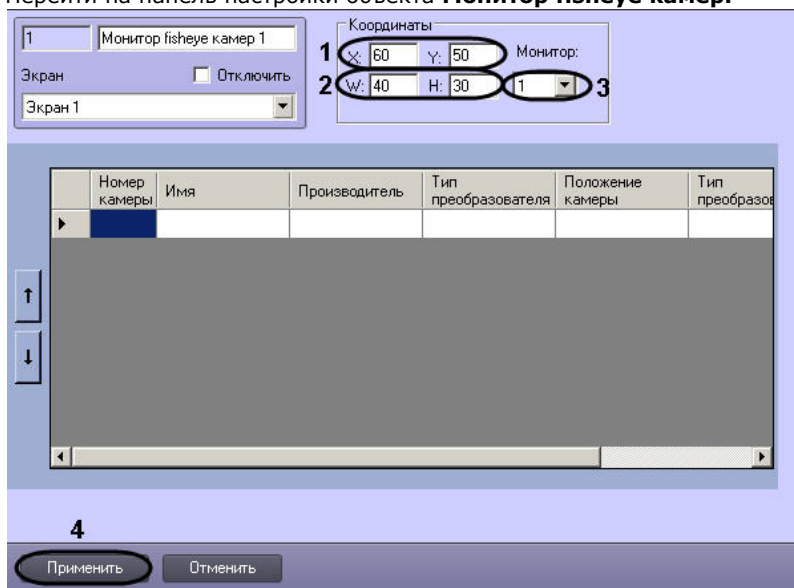 Перейти на панель настройки объекта Монитор fisheye камер.
1 Монитор fisheye камер 1
Экран Отключить
Экран 1
Координаты
1 X: 60 Y: 50 Монитор:
2 W: 40 H: 30 1 3
Номер камеры Имя Производитель Тип преобразователя Положение камеры Тип преобразов
↑
↓
4
Применить Отменить